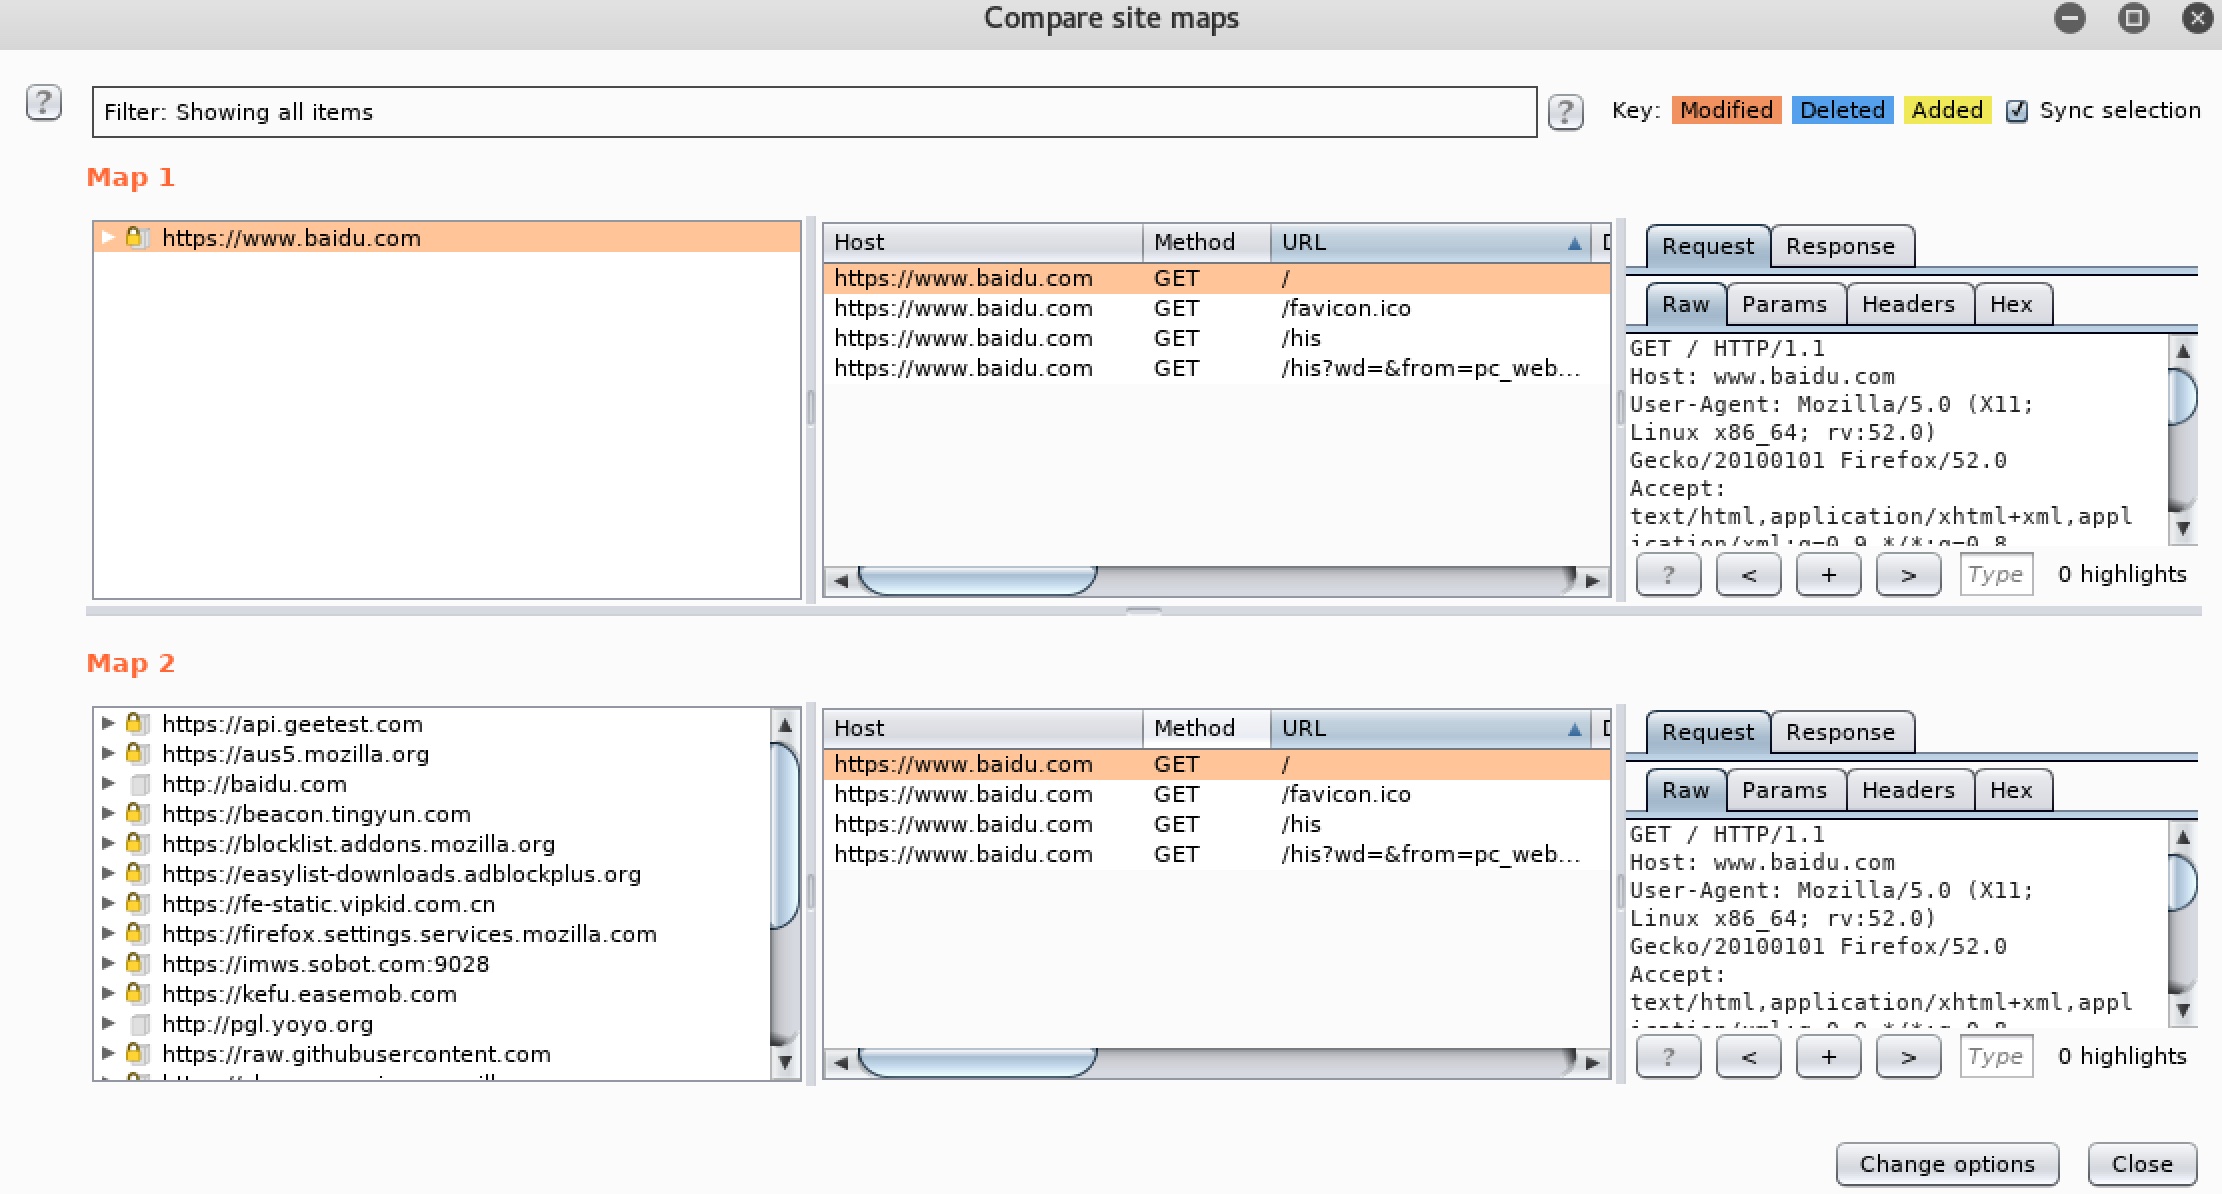 Compare site maps
? Filter: Showing all items ? Key: Modified Deleted Added Sync selection
Map 1
https://www.baidu.com
Host Method URL
https://www.baidu.com GET /
https://www.baidu.com GET /favicon.ico
https://www.baidu.com GET /his
https://www.baidu.com GET /his?wd=&from=pc_web...
Request Response
Raw Params Headers Hex
GET / HTTP/1.1
Host: www.baidu.com
User-Agent: Mozilla/5.0 (X11;
Linux x86_64; rv:52.0)
Gecko/20100101 Firefox/52.0
Accept:
text/html,application/xhtml+xml,appl
ication/xml;q=0.9,*/*;q=0.8
? < + > Type 0 highlights
Map 2
https://api.geetest.com
https://aus5.mozilla.org
http://baidu.com
https://beacon.tingyun.com
https://blocklist.addons.mozilla.org
https://easylist-downloads.adblockplus.org
https://fe-static.vipkid.com.cn
https://firefox.settings.services.mozilla.com
https://imws.sobot.com:9028
https://kefu.easemob.com
http://pgl.yoyo.org
https://raw.githubusercontent.com
Host Method URL
https://www.baidu.com GET /
https://www.baidu.com GET /favicon.ico
https://www.baidu.com GET /his
https://www.baidu.com GET /his?wd=&from=pc_web...
Request Response
Raw Params Headers Hex
GET / HTTP/1.1
Host: www.baidu.com
User-Agent: Mozilla/5.0 (X11;
Linux x86_64; rv:52.0)
Gecko/20100101 Firefox/52.0
Accept:
text/html,application/xhtml+xml,appl
? < + > Type 0 highlights
Change options Close